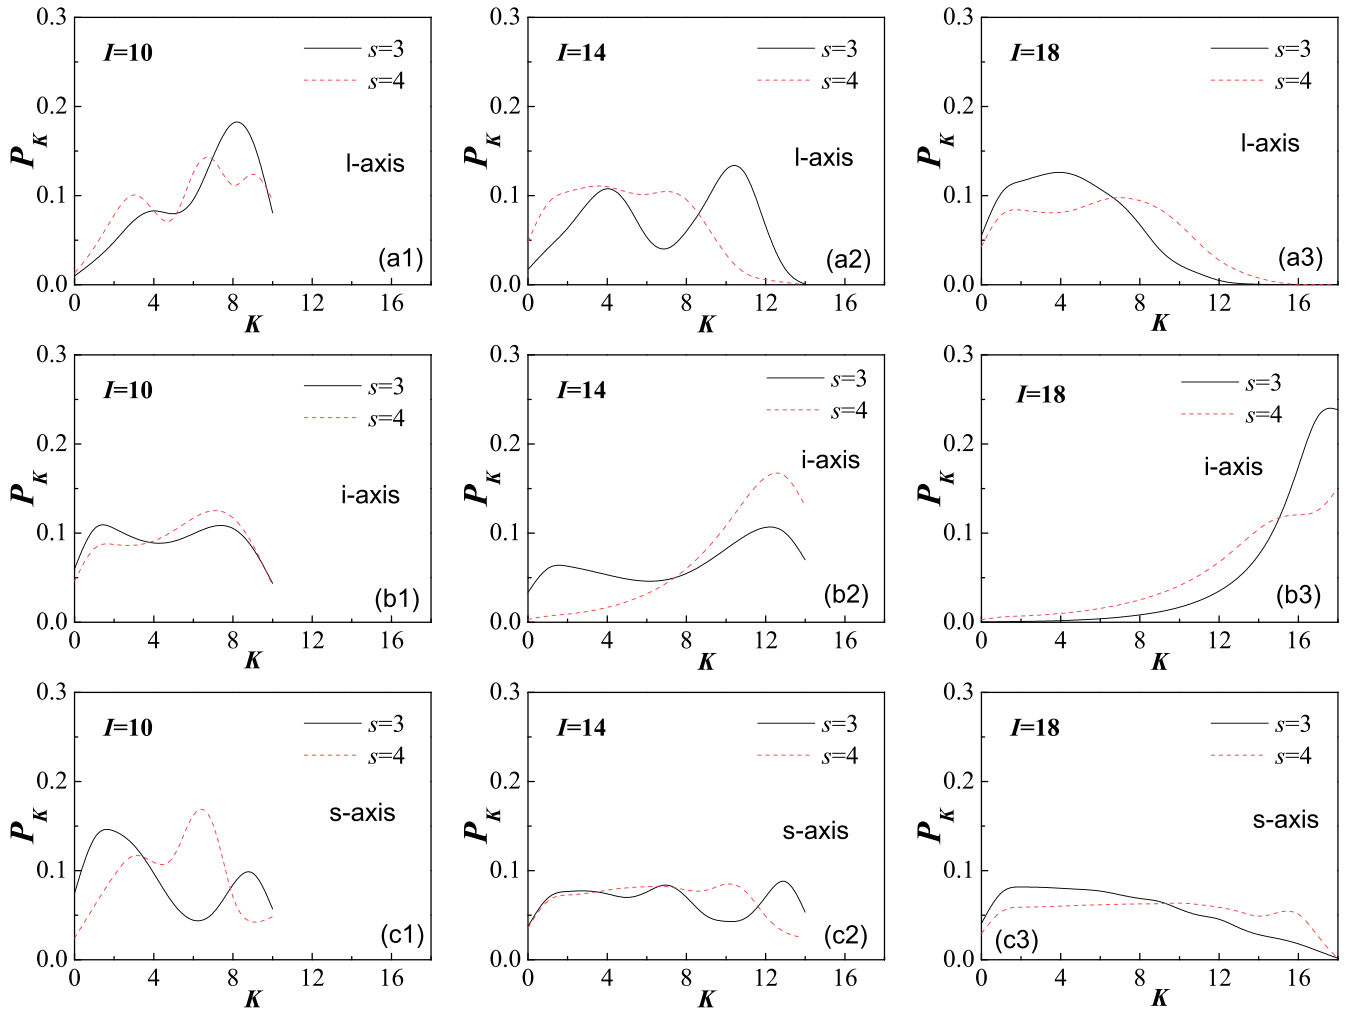 0.3
0.2
0.1
0.0
P_K
I=10
s=3
s=4
l-axis
(a1)
0 4 8 12 16
K
0.3
0.2
0.1
0.0
P_K
I=14
s=3
s=4
l-axis
(a2)
0 4 8 12 16
K
0.3
0.2
0.1
0.0
P_K
I=18
s=3
s=4
l-axis
(a3)
0 4 8 12 16
K
0.3
0.2
0.1
0.0
P_K
I=10
s=3
s=4
i-axis
(b1)
0 4 8 12 16
K
0.3
0.2
0.1
0.0
P_K
I=14
s=3
s=4
i-axis
(b2)
0 4 8 12 16
K
0.3
0.2
0.1
0.0
P_K
I=18
s=3
s=4
i-axis
(b3)
0 4 8 12 16
K
0.3
0.2
0.1
0.0
P_K
I=10
s=3
s=4
s-axis
(c1)
0 4 8 12 16
K
0.3
0.2
0.1
0.0
P_K
I=14
s=3
s=4
s-axis
(c2)
0 4 8 12 16
K
0.3
0.2
0.1
0.0
P_K
I=18
s=3
s=4
s-axis
(c3)
0 4 8 12 16
K